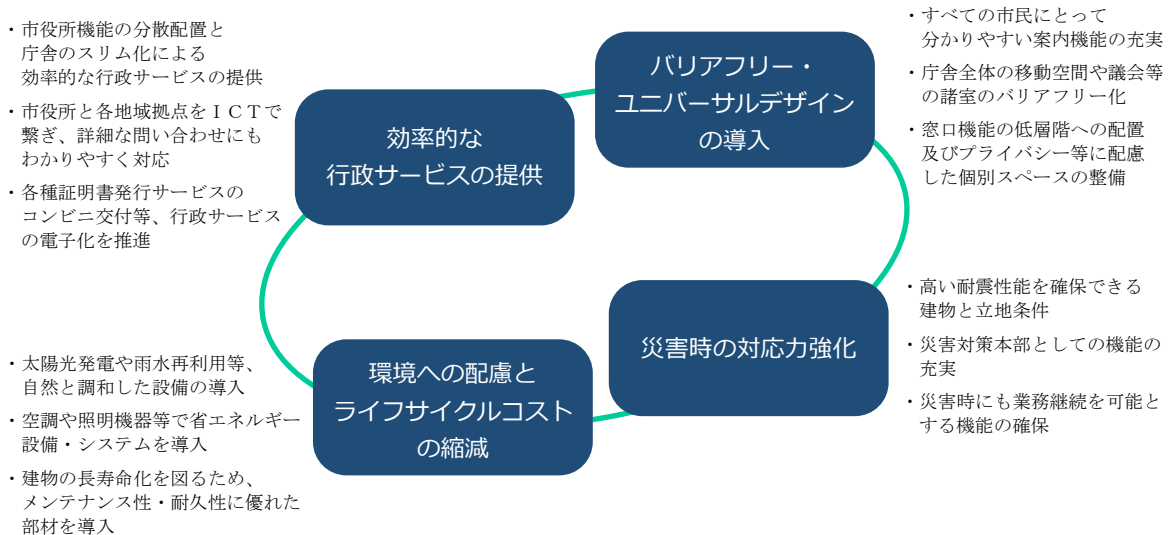 ・市役所機能の分散配置と
庁舎のスリム化による
効率的な行政サービスの提供
・市役所と各地域拠点をＩＣＴで
繋ぎ、詳細な問い合わせにも
わかりやすく対応
・各種証明書発行サービスの
コンビニ交付等、行政サービス
の電子化を推進
効率的な
行政サービスの提供
バリアフリー・
ユニバーサルデザイン
の導入
・すべての市民にとって
分かりやすい案内機能の充実
・庁舎全体の移動空間や議会等
の諸室のバリアフリー化
・窓口機能の低層階への配置
及びプライバシー等に配慮
した個別スペースの整備
・太陽光発電や雨水再利用等、
自然と調和した設備の導入
・空調や照明機器等で省エネルギー
設備・システムを導入
・建物の長寿命化を図るため、
メンテナンス性・耐久性に優れた
部材を導入
環境への配慮と
ライフサイクルコスト
の縮減
災害時の対応力強化
・高い耐震性能を確保できる
建物と立地条件
・災害対策本部としての機能の
充実
・災害時にも業務継続を可能と
する機能の確保